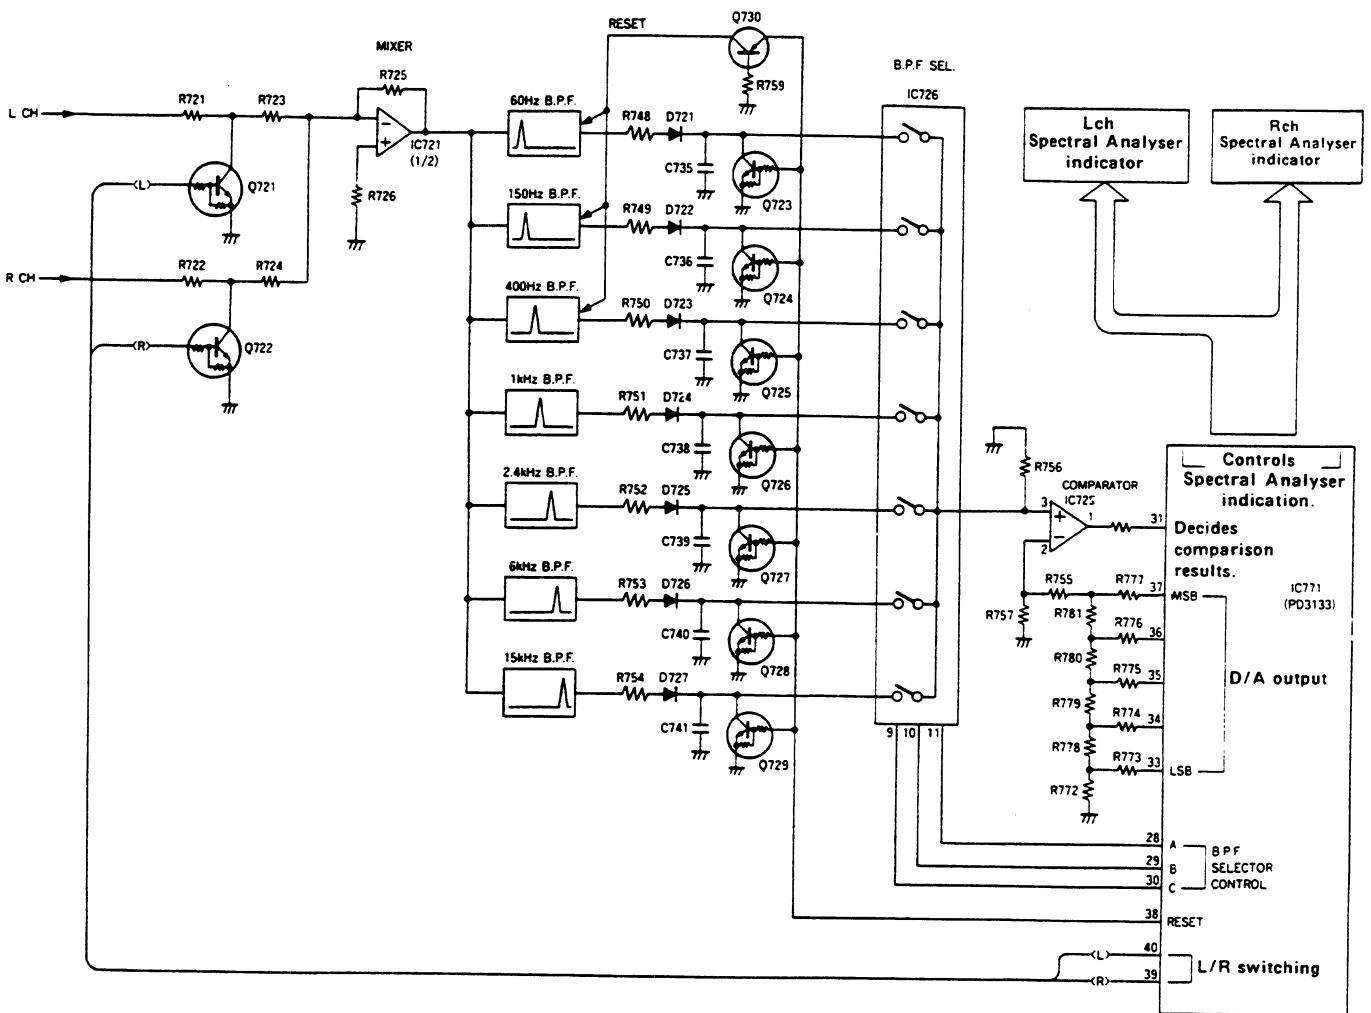 Q730
RESET
MIXER
R725
B.P.F. SEL.
IC726
R759
R721
R723
L CH
60Hz B.P.F.
R748
D721
IC721
(1/2)
Lch
Spectral Analyser
indicator
Rch
Spectral Analyser
indicator
C735
Q723
(L)
Q721
R726
150Hz B.P.F.
R749
D722
C736
Q724
R722
R724
R CH
400Hz B.P.F.
R750
D723
C737
Q725
(R)
Q722
1kHz B.P.F.
R751
D724
C738
Q726
R756
Controls
Spectral Analyser
indication.
2.4kHz B.P.F.
R752
D725
C739
Q727
COMPARATOR
IC725
3
+
1
-
2
31
Decides
comparison
results.
IC771
(PD3133)
6kHz B.P.F.
R753
D726
C740
Q728
R755
R777
37
MSB
R757
R781
R776
36
R780
R775
35
D/A output
R779
R774
34
R778
R773
33
LSB
R772
15kHz B.P.F.
R754
D727
C741
Q729
9
10
11
28
A
29
B
30
C
B.P.F
SELECTOR
CONTROL
38
RESET
(L)
40
(R)
39
L/R switching